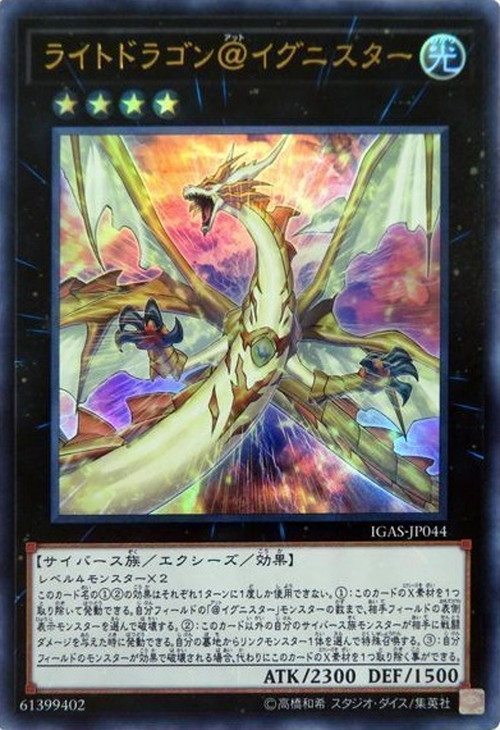 アット
ライトドラゴン@イグニスター
光
IGAS-JP044
【サイバース族/エクシーズ/効果】
レベル4モンスター×2
このカード名の①②の効果はそれぞれ1ターンに1度しか使用できない。①:このカードのX素材を1つ
取り除いて発動できる。自分フィールドの「@イグニスター」モンスターの数まで、相手フィールドの表側
表示モンスターを選んで破壊する。②:このカード以外の自分のサイバース族モンスターが相手に戦闘
ダメージを与えた時に発動できる。自分の墓地からリンクモンスター1体を選んで特殊召喚する。③:自分
フィールドのモンスターが効果で破壊される場合、代わりにこのカードのX素材を1つ取り除く事ができる。
ATK/2300 DEF/1500
61399402
©高橋和希 スタジオ・ダイス/集英社